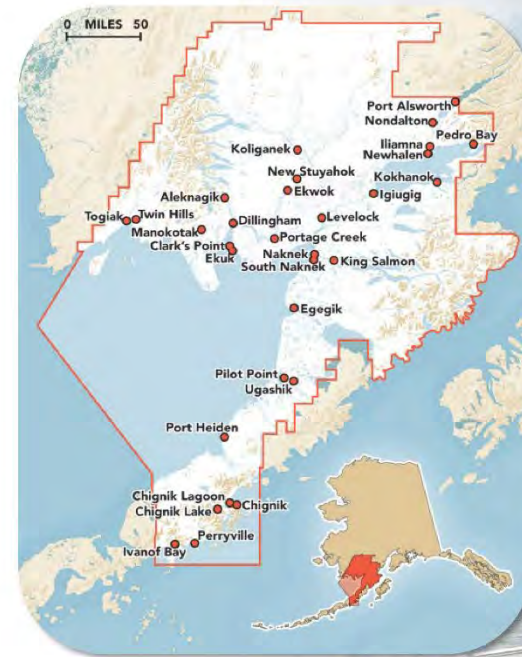 0 MILES 50
Port Alsworth
Nondalton
Pedro Bay
Iliamna
Newhalen
Koliganek
New Stuyahok
Kokhanok
Ekwok
Igiugig
Aleknagik
Togiak
Twin Hills
Dillingham
Levelock
Manokotak
Portage Creek
Clark's Point
Ekuk
Naknek
South Naknek
King Salmon
Egegik
Pilot Point
Ugashik
Port Heiden
Chignik Lagoon
Chignik
Chignik Lake
Perryville
Ivanof Bay